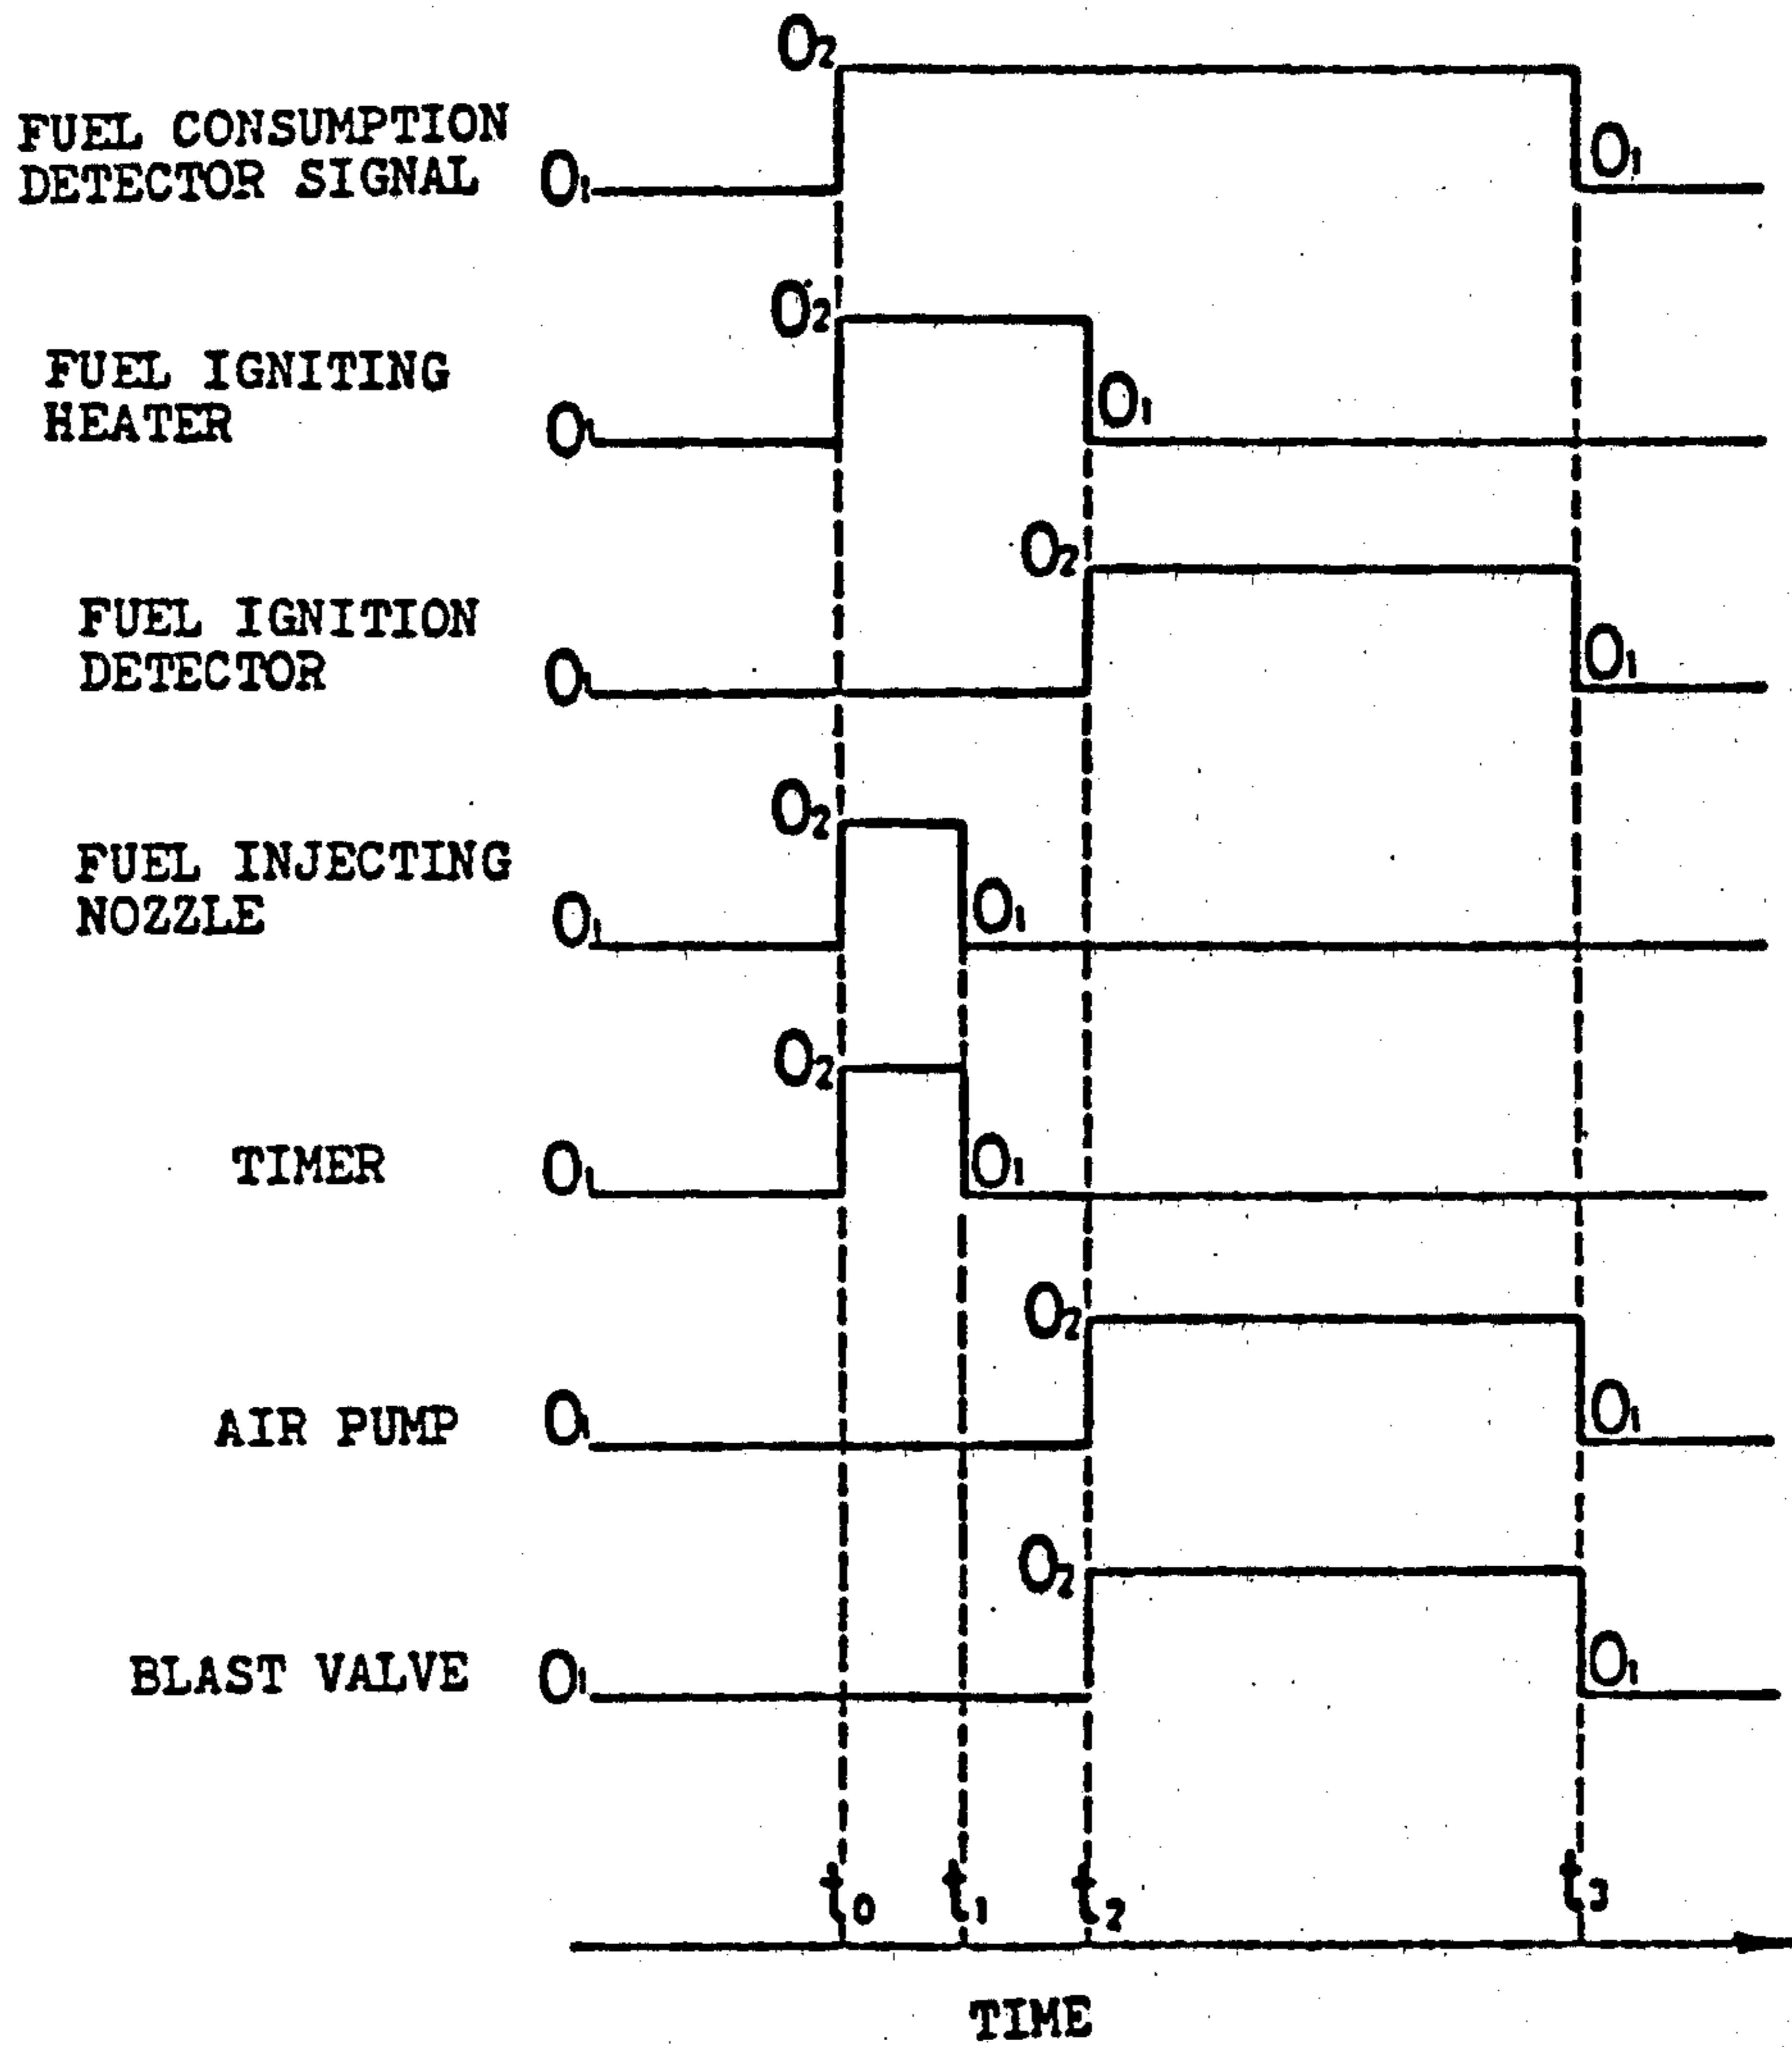 O2
FUEL CONSUMPTION
DETECTOR SIGNAL
O1
O1
O2
FUEL IGNITING
HEATER
O1
O1
O2
FUEL IGNITION
DETECTOR
O1
O1
O2
FUEL INJECTING
NOZZLE
O1
O1
O2
TIMER
O1
O1
O2
AIR PUMP
O1
O1
O2
BLAST VALVE
O1
O1
t0 t1 t2 t3
TIME